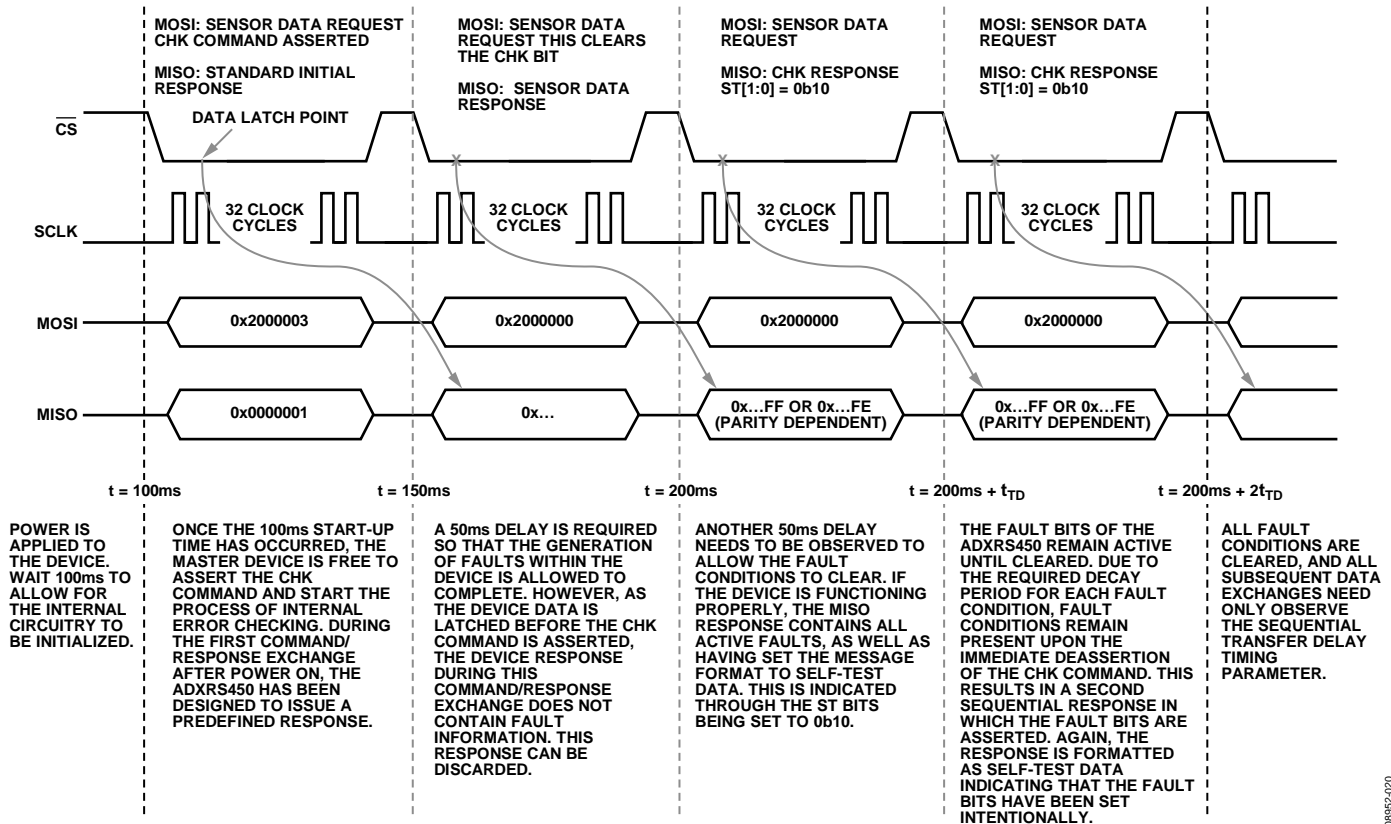 MOSI: SENSOR DATA REQUEST
CHK COMMAND ASSERTED
MISO: STANDARD INITIAL
RESPONSE
MOSI: SENSOR DATA
REQUEST THIS CLEARS
THE CHK BIT
MISO: SENSOR DATA
RESPONSE
MOSI: SENSOR DATA
REQUEST
MISO: CHK RESPONSE
ST[1:0] = 0b10
MOSI: SENSOR DATA
REQUEST
MISO: CHK RESPONSE
ST[1:0] = 0b10
DATA LATCH POINT
CS
X
X
X
SCLK
32 CLOCK
CYCLES
32 CLOCK
CYCLES
32 CLOCK
CYCLES
32 CLOCK
CYCLES
MOSI
0x2000003
0x2000000
0x2000000
0x2000000
MISO
0x0000001
0x…
0x…FF OR 0x…FE
(PARITY DEPENDENT)
0x…FF OR 0x…FE
(PARITY DEPENDENT)
t = 100ms
t = 150ms
t = 200ms
t = 200ms + tTD
t = 200ms + 2tTD
POWER IS
APPLIED TO
THE DEVICE.
WAIT 100ms TO
ALLOW FOR
THE INTERNAL
CIRCUITRY TO
BE INITIALIZED.
ONCE THE 100ms START-UP
TIME HAS OCCURRED, THE
MASTER DEVICE IS FREE TO
ASSERT THE CHK
COMMAND AND START THE
PROCESS OF INTERNAL
ERROR CHECKING. DURING
THE FIRST COMMAND/
RESPONSE EXCHANGE
AFTER POWER ON, THE
ADXRS450 HAS BEEN
DESIGNED TO ISSUE A
PREDEFINED RESPONSE.
A 50ms DELAY IS REQUIRED
SO THAT THE GENERATION
OF FAULTS WITHIN THE
DEVICE IS ALLOWED TO
COMPLETE. HOWEVER, AS
THE DEVICE DATA IS
LATCHED BEFORE THE CHK
COMMAND IS ASSERTED,
THE DEVICE RESPONSE
DURING THIS
COMMAND/RESPONSE
EXCHANGE DOES NOT
CONTAIN FAULT
INFORMATION. THIS
RESPONSE CAN BE
DISCARDED.
ANOTHER 50ms DELAY
NEEDS TO BE OBSERVED TO
ALLOW THE FAULT
CONDITIONS TO CLEAR. IF
THE DEVICE IS FUNCTIONING
PROPERLY, THE MISO
RESPONSE CONTAINS ALL
ACTIVE FAULTS, AS WELL AS
HAVING SET THE MESSAGE
FORMAT TO SELF-TEST
DATA. THIS IS INDICATED
THROUGH THE ST BITS
BEING SET TO 0b10.
THE FAULT BITS OF THE
ADXRS450 REMAIN ACTIVE
UNTIL CLEARED. DUE TO
THE REQUIRED DECAY
PERIOD FOR EACH FAULT
CONDITION, FAULT
CONDITIONS REMAIN
PRESENT UPON THE
IMMEDIATE DEASSERTION
OF THE CHK COMMAND. THIS
RESULTS IN A SECOND
SEQUENTIAL RESPONSE IN
WHICH THE FAULT BITS ARE
ASSERTED. AGAIN, THE
RESPONSE IS FORMATTED
AS SELF-TEST DATA
INDICATING THAT THE FAULT
BITS HAVE BEEN SET
INTENTIONALLY.
ALL FAULT
CONDITIONS ARE
CLEARED, AND ALL
SUBSEQUENT DATA
EXCHANGES NEED
ONLY OBSERVE
THE SEQUENTIAL
TRANSFER DELAY
TIMING
PARAMETER.
08952-020